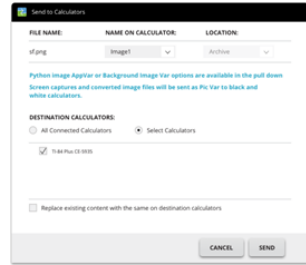 Send to Calculators
FILE NAME: NAME ON CALCULATOR: LOCATION:
sf.png Image1 Archive
Python image AppVar or Background Image Var options are available in the pull down
Screen captures and converted image files will be sent as Pic Var to black and
white calculators.
DESTINATION CALCULATORS:
All Connected Calculators Select Calculators
TI-84 Plus CE-5935
Replace existing content with the same on destination calculators
CANCEL SEND